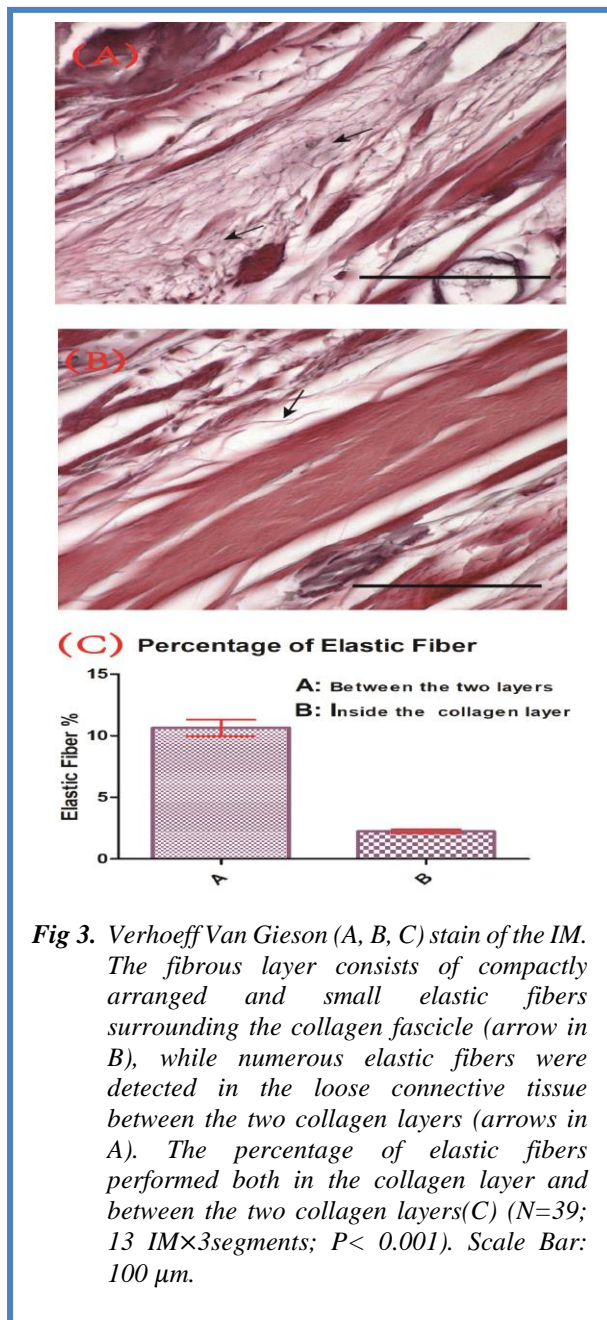 (A)
(B)
(C) Percentage of Elastic Fiber
A: Between the two layers
B: Inside the collagen layer
Elastic Fiber %
15
10
5
0
A
B
Fig 3. Verhoeff Van Gieson (A, B, C) stain of the IM.
The fibrous layer consists of compactly
arranged and small elastic fibers
surrounding the collagen fascicle (arrow in
B), while numerous elastic fibers were
detected in the loose connective tissue
between the two collagen layers (arrows in
A). The percentage of elastic fibers
performed both in the collagen layer and
between the two collagen layers(C) (N=39;
13 IM×3segments; P< 0.001). Scale Bar:
100 µm.